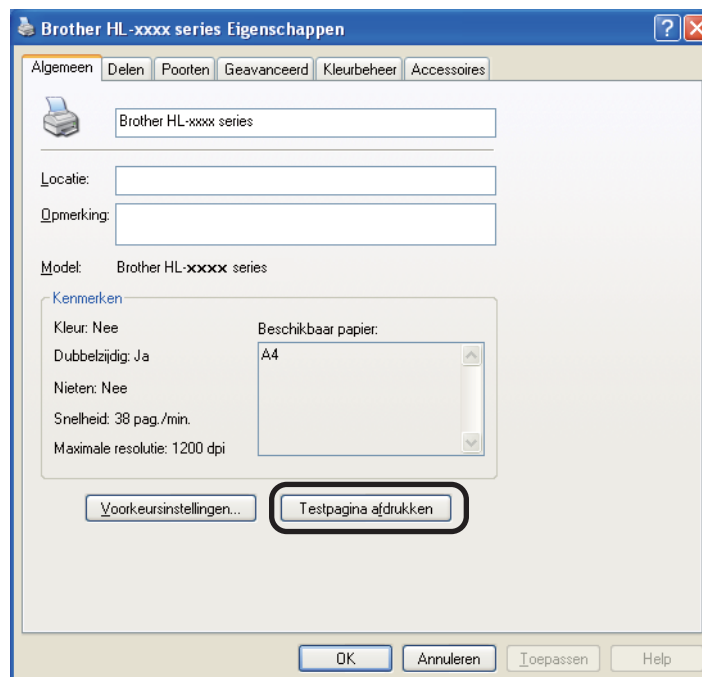 Brother HL-xxxx series Eigenschappen
Algemeen Delen Poorten Geavanceerd Kleurbeheer Accessoires
Brother HL-xxxx series
Locatie:
Opmerking:
Model: Brother HL-xxxx series
Kenmerken
Kleur: Nee
Beschikbaar papier:
Dubbelzijdig: Ja
A4
Nieten: Nee
Snelheid: 38 pag./min.
Maximale resolutie: 1200 dpi
Voorkeursinstellingen... Testpagina afdrukken
OK Annuleren Toepassen Help